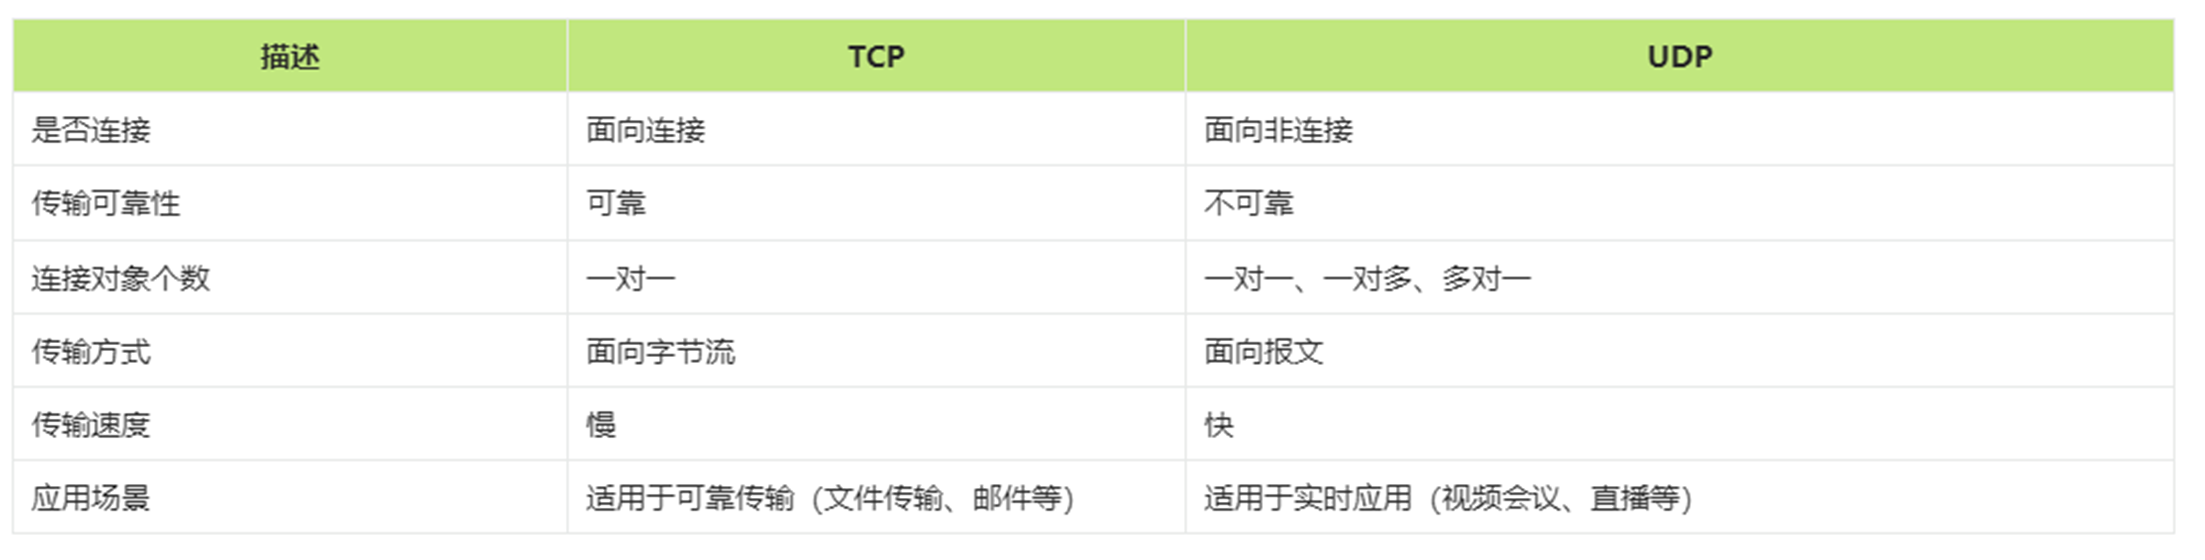 描述 TCP UDP
是否连接 面向连接 面向非连接
传输可靠性 可靠 不可靠
连接对象个数 一对一 一对一、一对多、多对一
传输方式 面向字节流 面向报文
传输速度 慢 快
应用场景 适用于可靠传输（文件传输、邮件等） 适用于实时应用（视频会议、直播等）